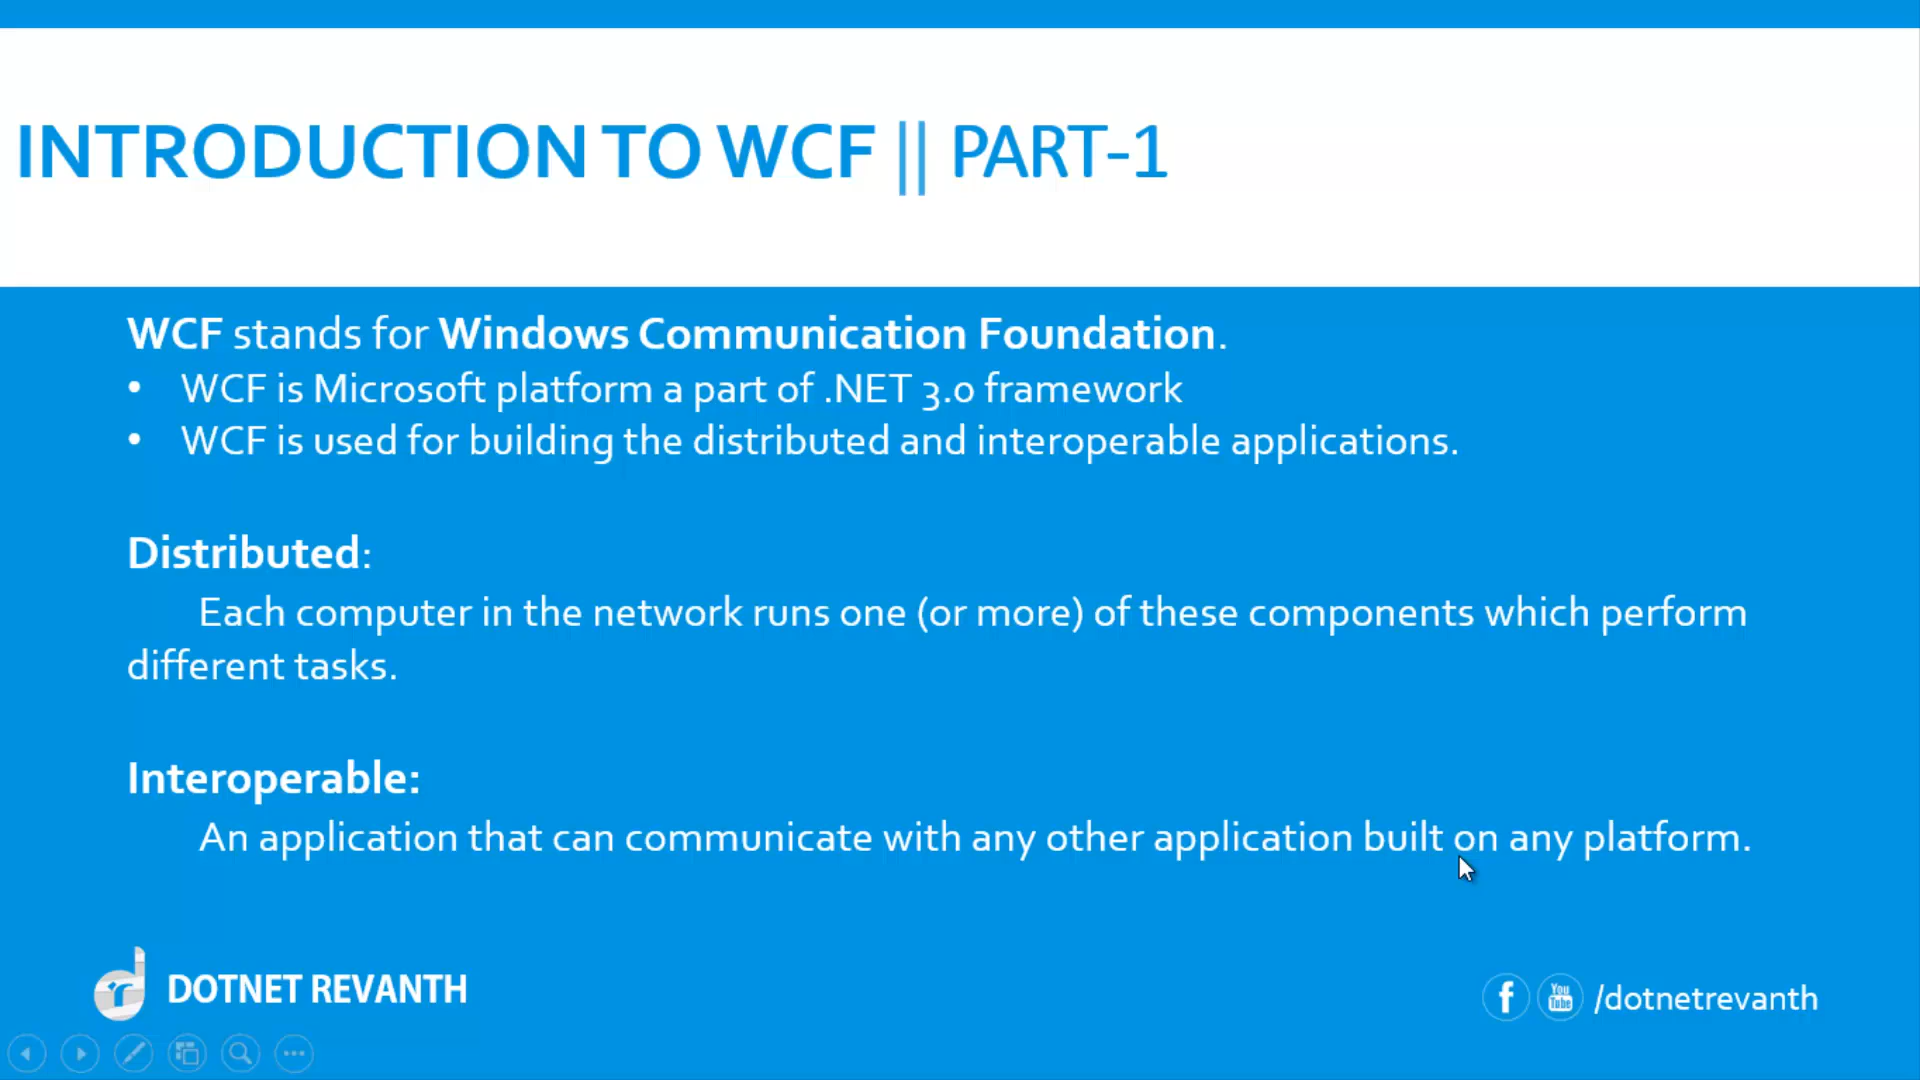 INTRODUCTION TO WCF || PART-1
WCF stands for Windows Communication Foundation.
• WCF is Microsoft platform a part of .NET 3.0 framework
• WCF is used for building the distributed and interoperable applications.
Distributed:
Each computer in the network runs one (or more) of these components which perform
different tasks.
Interoperable:
An application that can communicate with any other application built on any platform.
DOTNET REVANTH
f You Tube /dotnetrevanth